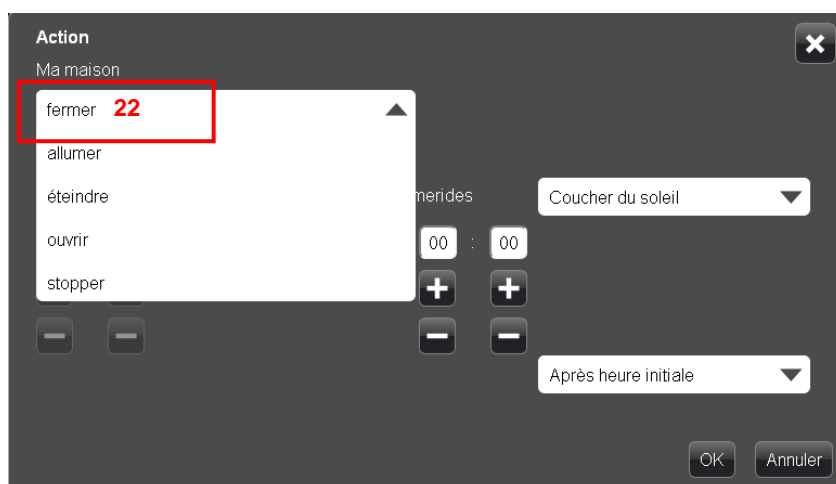 Action
Ma maison
fermer 22
allumer
éteindre
merides Coucher du soleil
ouvrir
00 : 00
stopper
Après heure initiale
OK Annuler